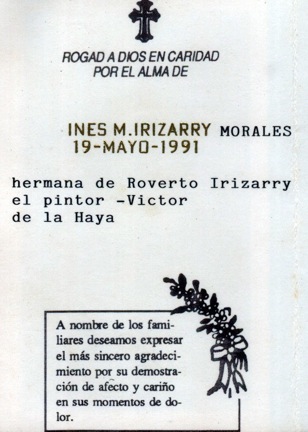 ROGAD A DIOS EN CARIDAD
POR EL ALMA DE
INES M. IRIZARRY MORALES
19-MAYO-1991
hermana de Roverto Irizarry
el pintor -Victor
de la Haya
A nombre de los fami-
liares deseamos expresar
el más sincero agradeci-
miento por su demostra-
ción de afecto y cariño
en sus momentos de do-
lor.